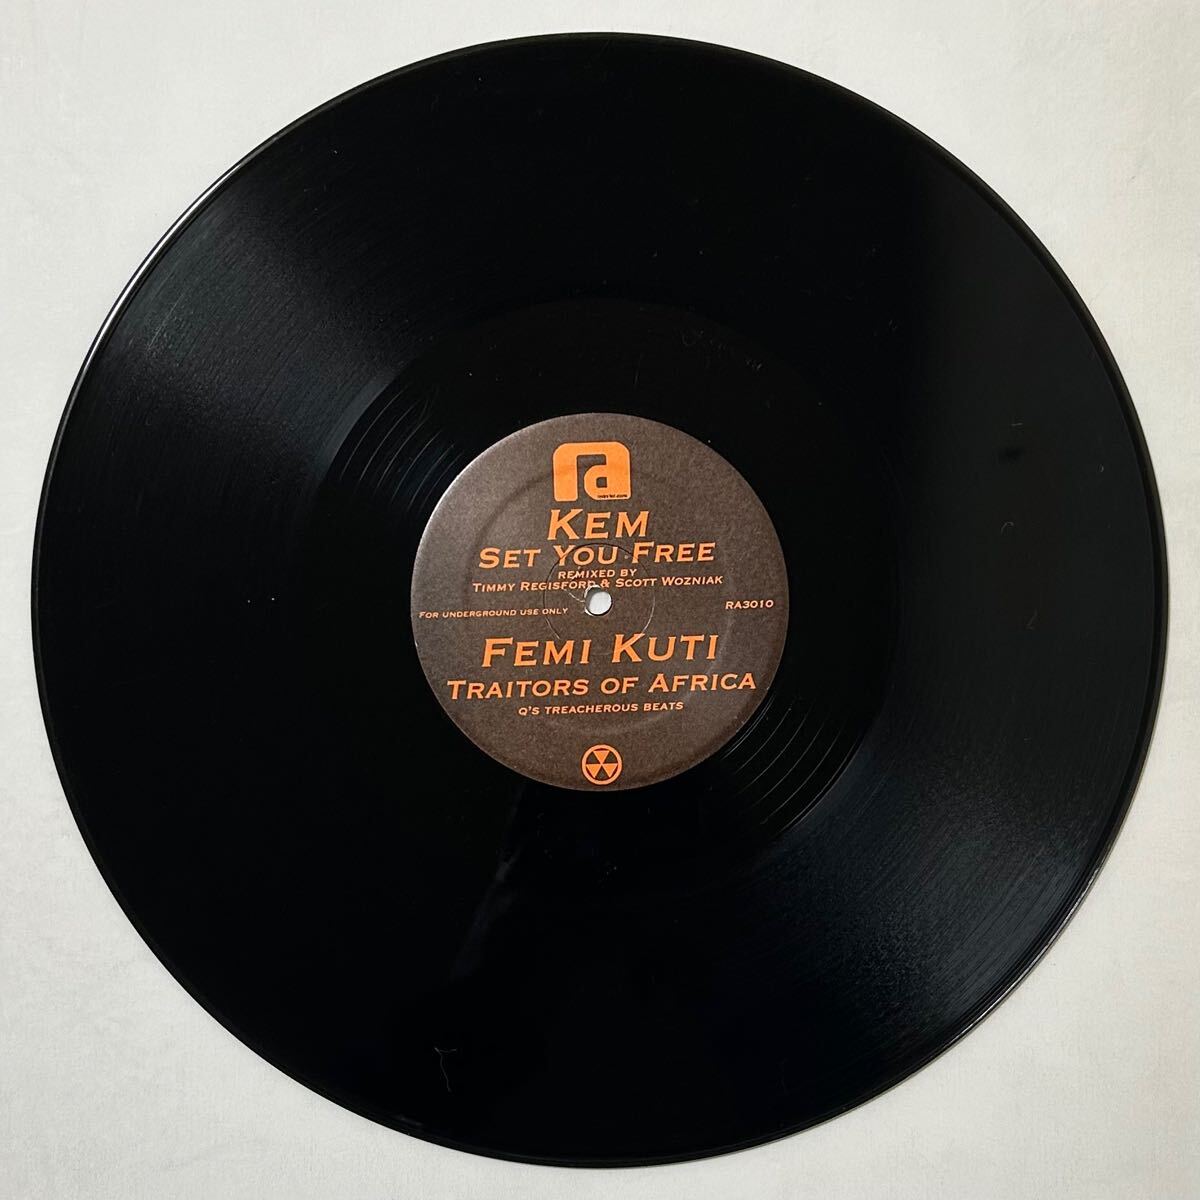 ra
KEM
SET YOU FREE
REMIXED BY
TIMMY REGISFORD & SCOTT WOZNIAK
FOR UNDERGROUND USE ONLY
RA3010
FEMI KUTI
TRAITORS OF AFRICA
Q'S TREACHEROUS BEATS